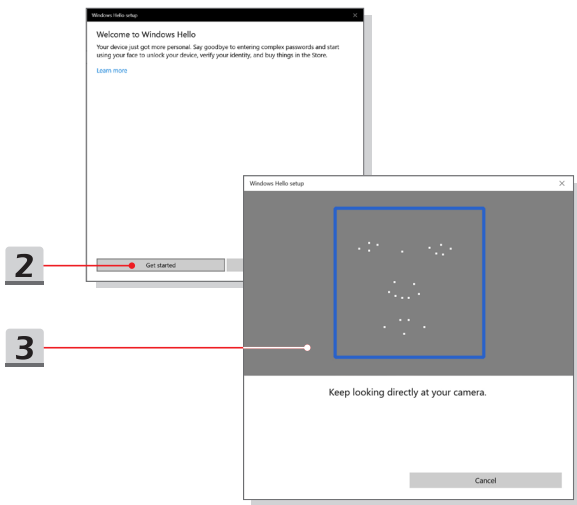 Windows Hello setup
Welcome to Windows Hello
Your device just got more personal. Say goodbye to entering complex passwords and start
using your face to unlock your device, verify your identity, and buy things in the Store.
Learn more
2
Get started
Windows Hello setup
3
Keep looking directly at your camera.
Cancel